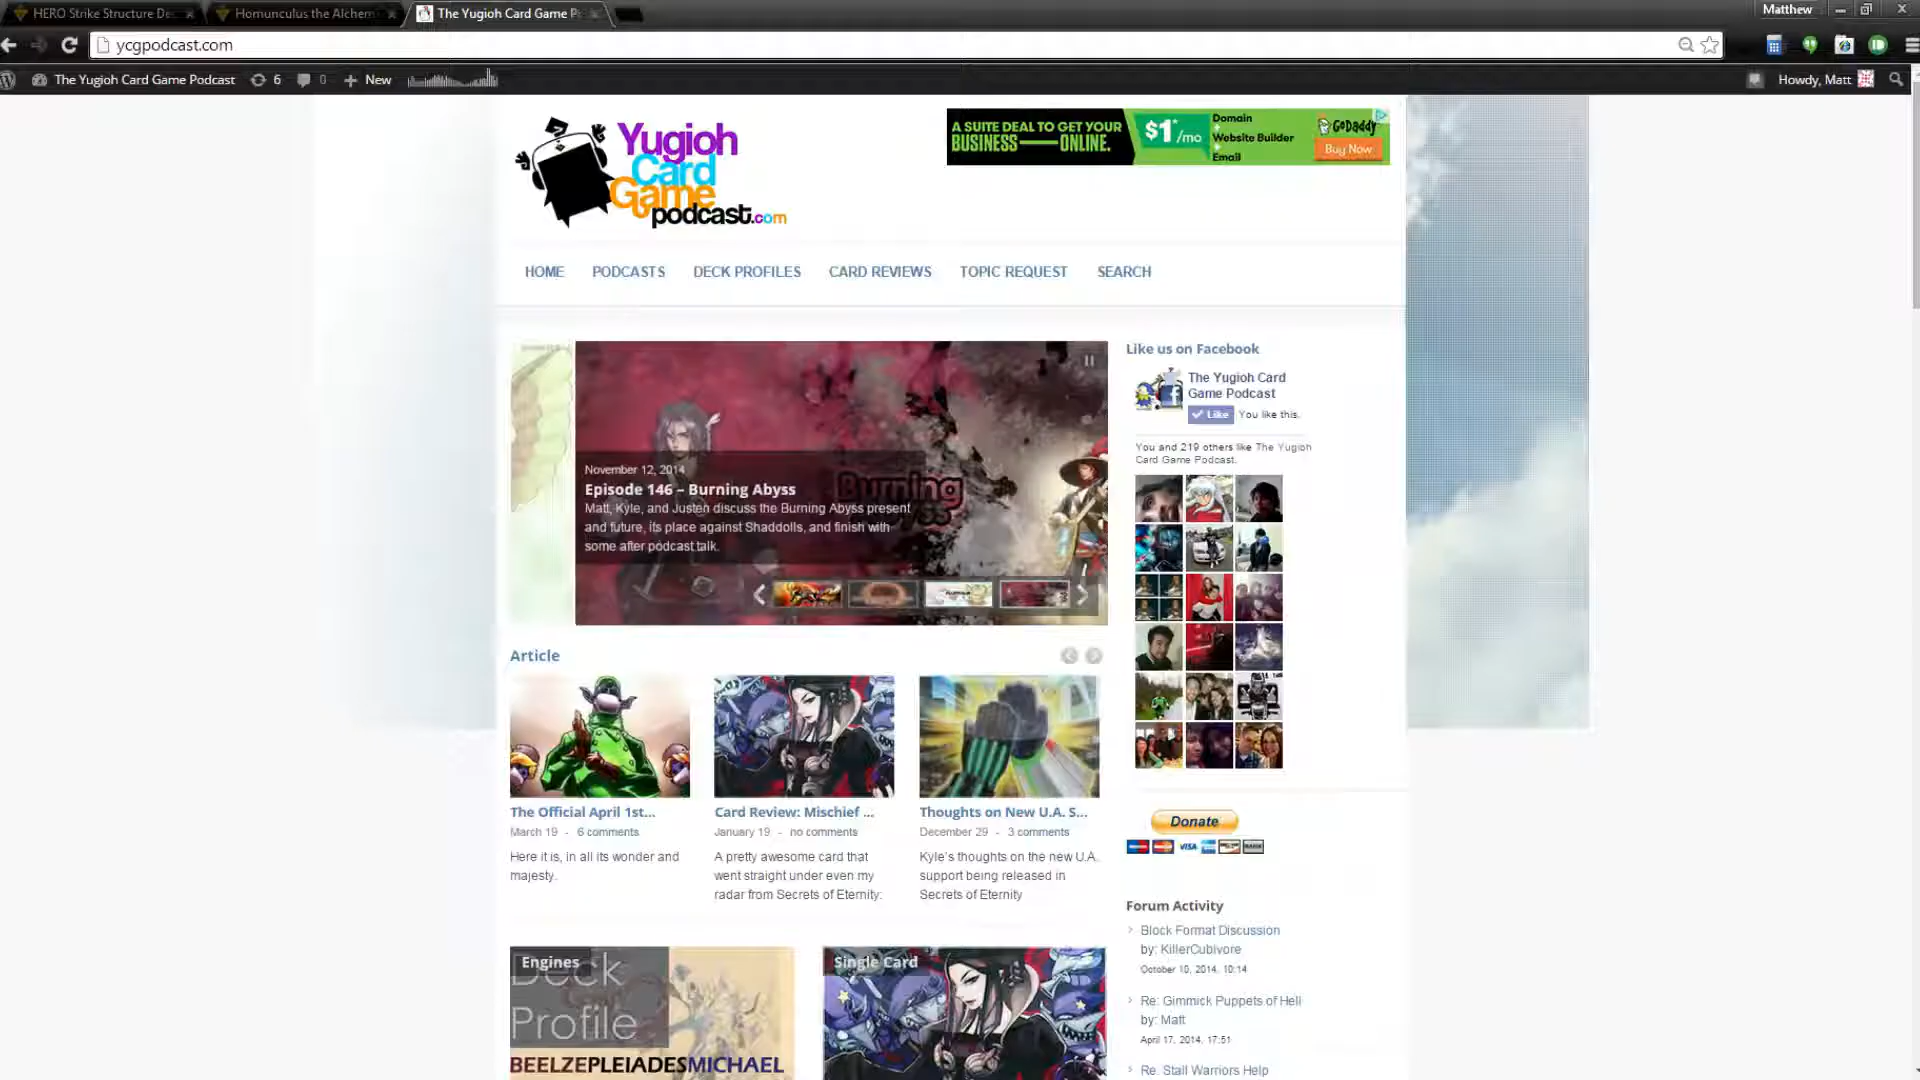 HERO Strike Structure De
Homunculus the Alchem
The Yugioh Card Game P
Matthew
ycgpodcast.com
The Yugioh Card Game Podcast
6
0
New
Howdy, Matt
Yugioh
Card
Game
podcast.com
A SUITE DEAL TO GET YOUR
BUSINESS ONLINE.
$1*/mo
Domain
+
Website Builder
+
Email
GoDaddy
Buy Now
HOME
PODCASTS
DECK PROFILES
CARD REVIEWS
TOPIC REQUEST
SEARCH
November 12, 2014
Episode 146 – Burning Abyss
Matt, Kyle, and Justen discuss the Burning Abyss present
and future, its place against Shaddolls, and finish with
some after podcast talk.
Burning
Like us on Facebook
The Yugioh Card
Game Podcast
Like
You like this.
You and 219 others like The Yugioh
Card Game Podcast.
Article
The Official April 1st...
March 19 - 6 comments
Here it is, in all its wonder and
majesty.
Card Review: Mischief ...
January 19 - no comments
A pretty awesome card that
went straight under even my
radar from Secrets of Eternity:
Thoughts on New U.A. S...
December 29 - 3 comments
Kyle's thoughts on the new U.A.
support being released in
Secrets of Eternity
Donate
VISA
Forum Activity
Block Format Discussion
by: KillerCubivore
October 10, 2014, 10:14
Re: Gimmick Puppets of Hell
by: Matt
April 17, 2014, 17:51
Re: Stall Warriors Help
Engines
Deck
Profile
BEELZEPLEIADESMICHAEL
Single Card